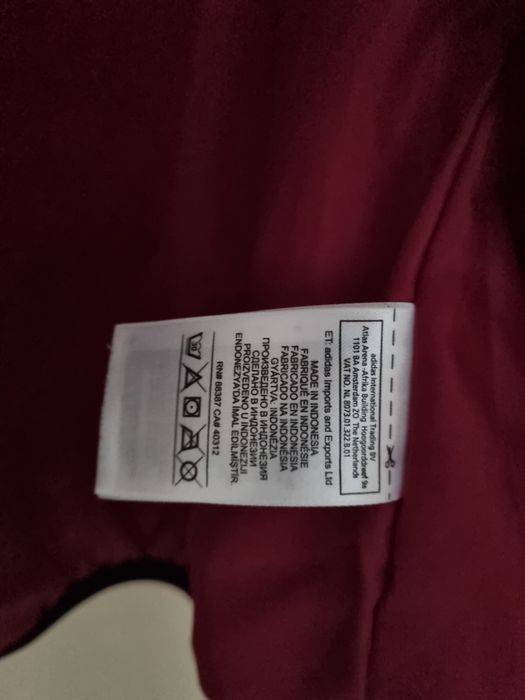 adidas International Trading BV
Atlas Arena -Afrika Building Hoogoorddreef 9a
1101 BA Amsterdam ZO The Netherlands
VAT NO. NL 8073.01.322.B.01
ET: adidas Imports and Exports Ltd
MADE IN INDONESIA
FABRIQUÉ EN INDONÉSIE
FABRICADO EN INDONESIA
FABRICADO NA INDONÉSIA
GYÁRTVA: INDONÉZIA
ПРОИЗВЕДЕНО В ИНДОНЕЗИЯ
СДЕЛАНО В ИНДОНЕЗИИ
PROIZVEDENO U INDONEZIJI
ENDONEZYA'DA İMAL EDİLMİŞTİR.
RN# 88387 CA# 40312